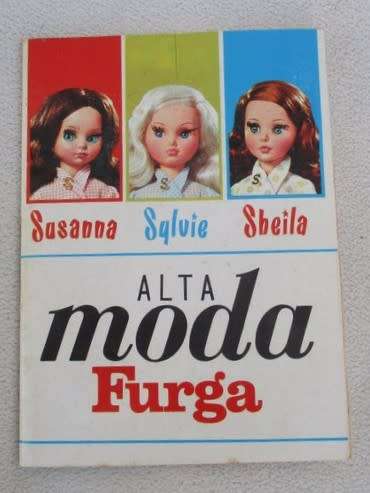 S S S
Susanna Sylvie Sheila
ALTA
moda
Furga